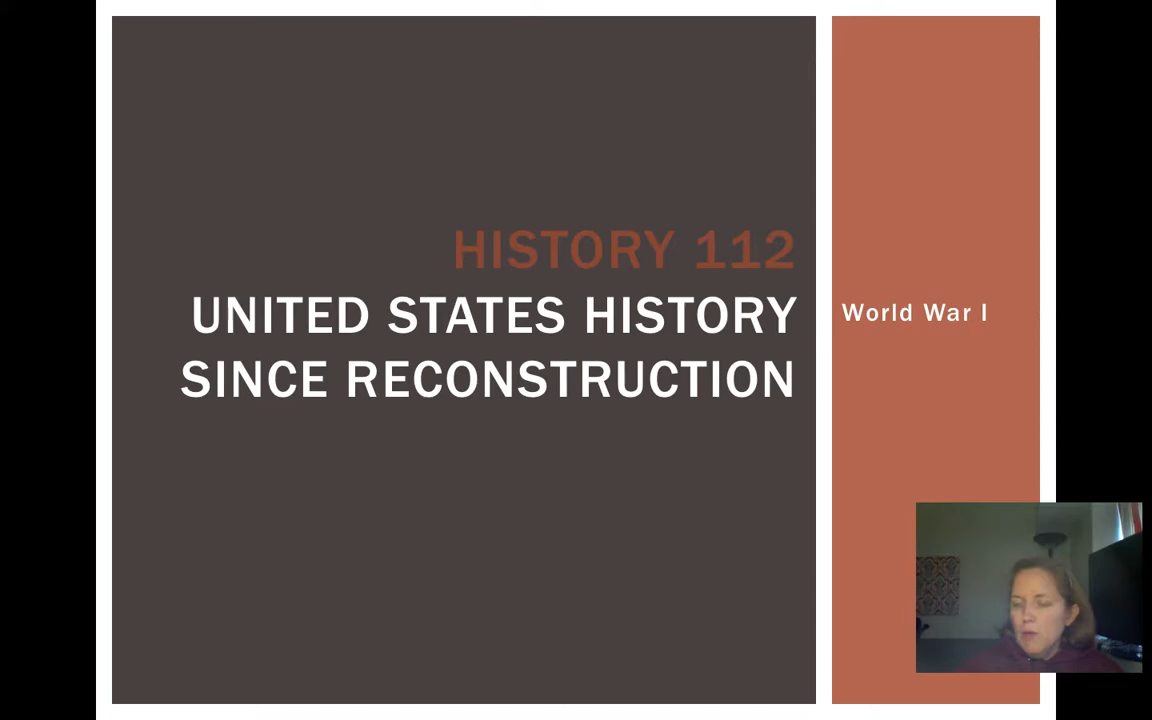 HISTORY 112
UNITED STATES HISTORY
SINCE RECONSTRUCTION
World War I